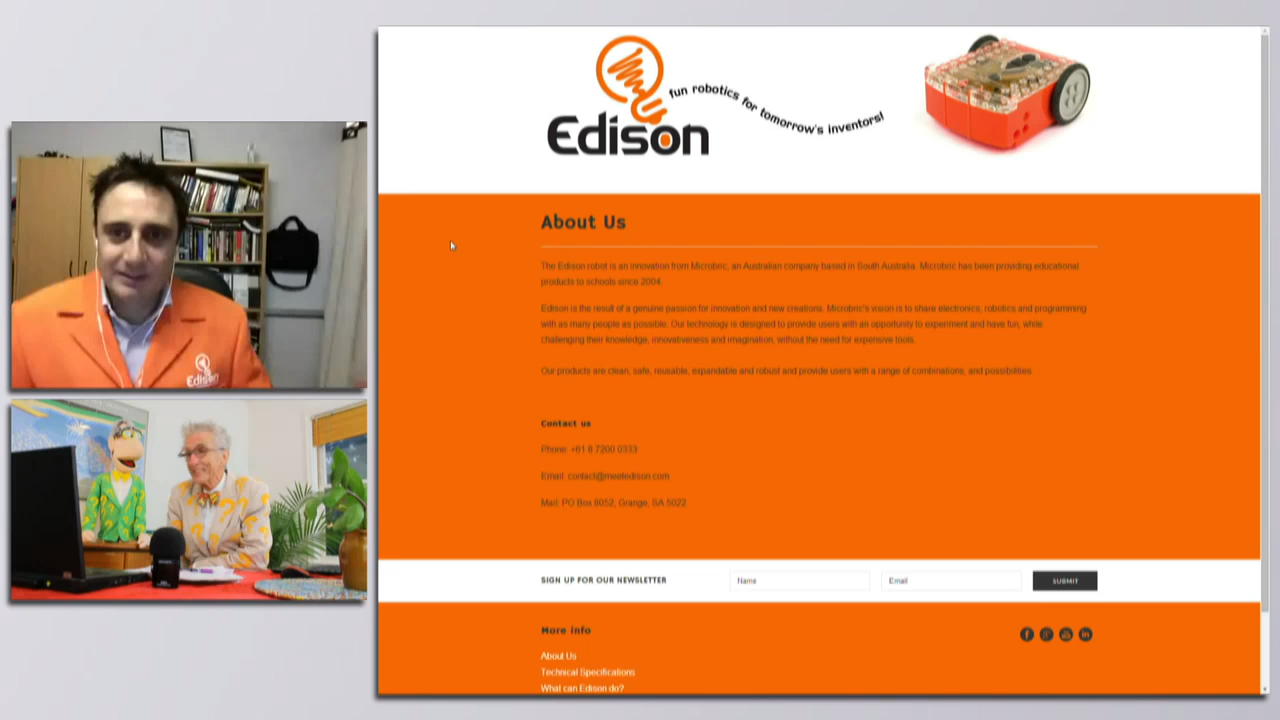 Edison
fun robotics for tomorrow's inventors!
About Us
The Edison robot is an innovation from Microbric, an Australian company based in South Australia. Microbric has been providing educational
products to schools since 2004.
Edison is the result of a genuine passion for innovation and new creations. Microbric's vision is to share electronics, robotics and programming
with as many people as possible. Our technology is designed to provide users with an opportunity to experiment and have fun, while
challenging their knowledge, innovativeness and imagination, without the need for expensive tools.
Our products are clean, safe, reusable, expandable and robust and provide users with a range of combinations, and possibilities.
Contact us
Phone: +61 8 7200 0333
Email: contact@meetedison.com
Mail: PO Box 8052, Grange, SA 5022
SIGN UP FOR OUR NEWSLETTER
Name
Email
SUBMIT
More info
About Us
Technical Specifications
What can Edison do?
Edison